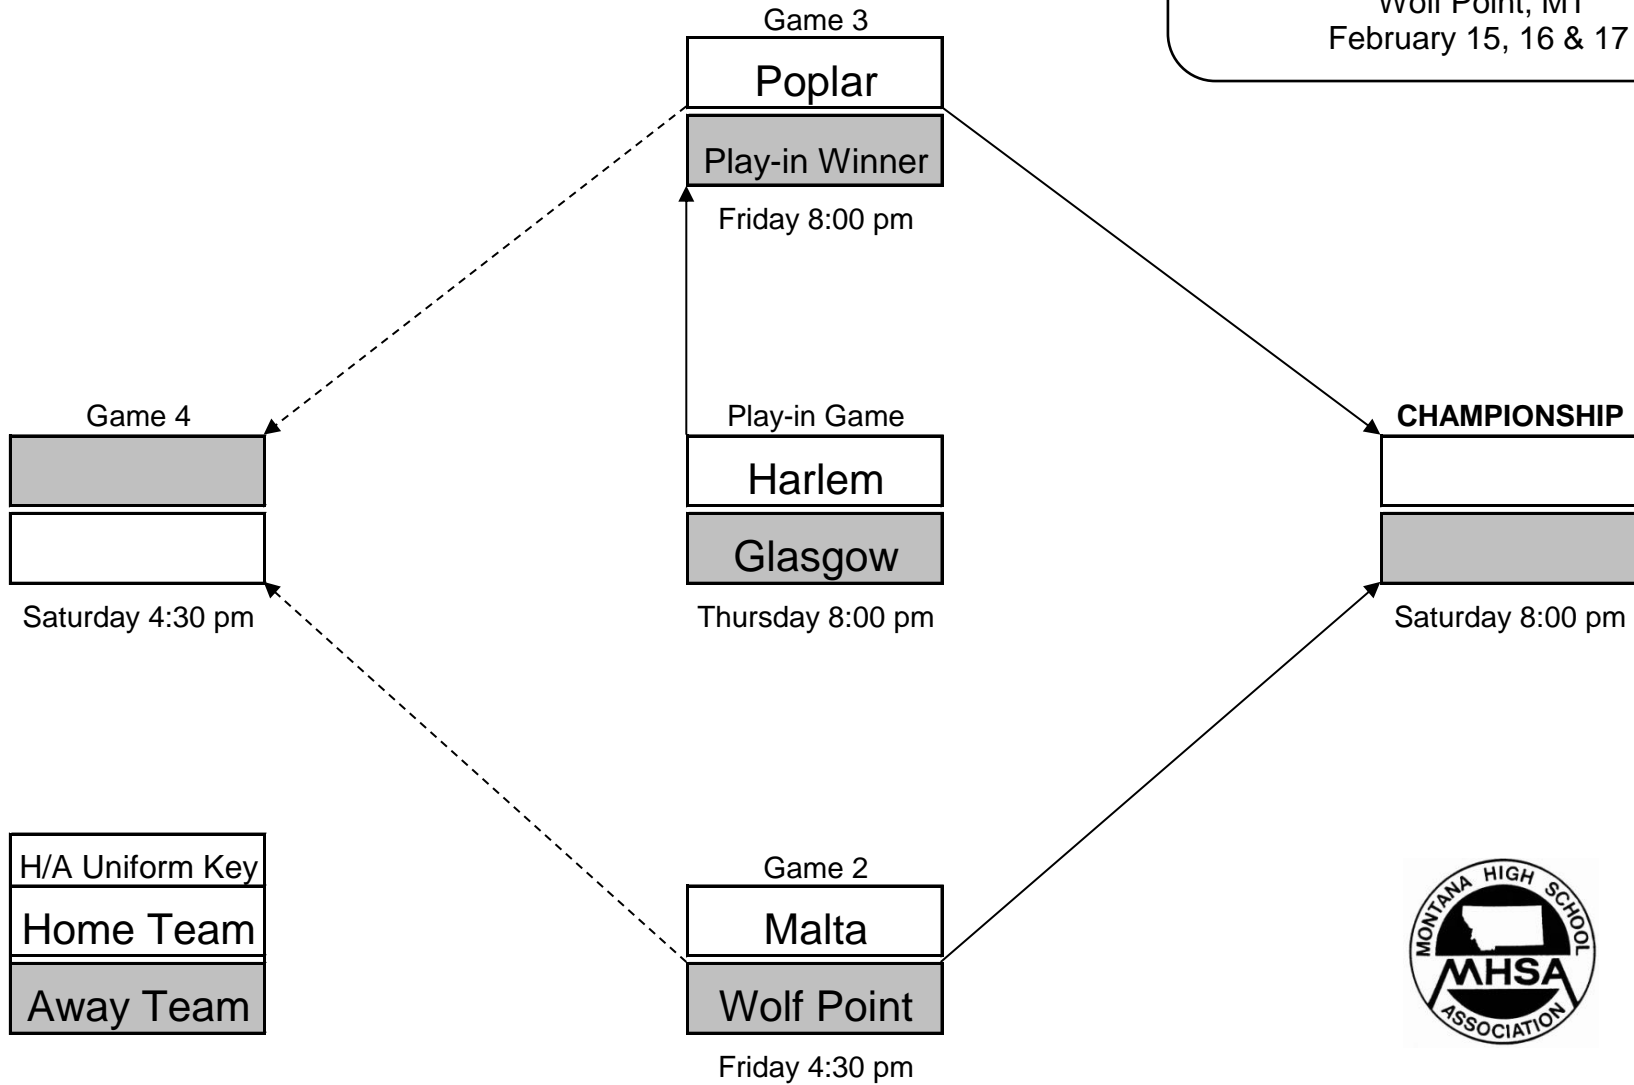 Wolf Point, MT
February 15, 16 & 17
Game 3
Poplar
Play-in Winner
Friday 8:00 pm
Game 4
Saturday 4:30 pm
Play-in Game
Harlem
Glasgow
Thursday 8:00 pm
CHAMPIONSHIP
Saturday 8:00 pm
H/A Uniform Key
Home Team
Away Team
Game 2
Malta
Wolf Point
Friday 4:30 pm
MONTANA HIGH SCHOOL
MHSA
ASSOCIATION